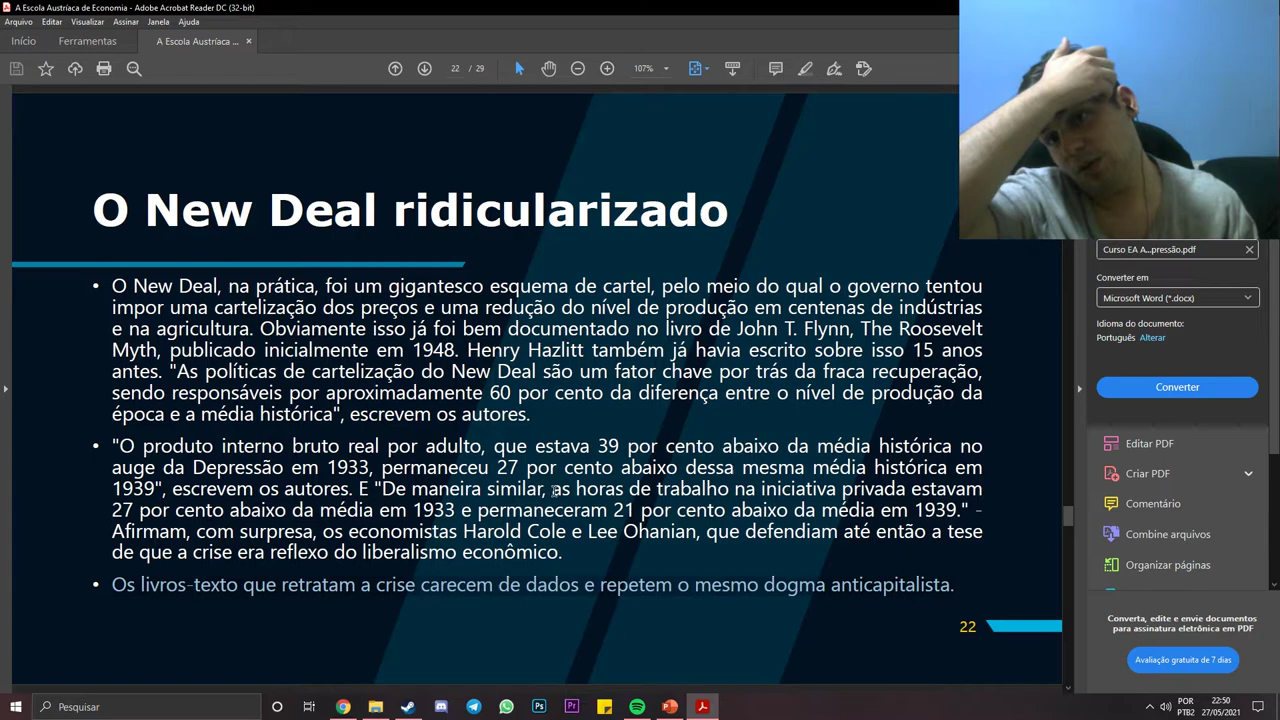 A Escola Austríaca de Economia - Adobe Acrobat Reader DC (32-bit)
Arquivo Editar Visualizar Assinar Janela Ajuda
Início Ferramentas A Escola Austríaca ... ×
22 / 29 107%
O New Deal ridicularizado
• O New Deal, na prática, foi um gigantesco esquema de cartel, pelo meio do qual o governo tentou
impor uma cartelização dos preços e uma redução do nível de produção em centenas de indústrias
e na agricultura. Obviamente isso já foi bem documentado no livro de John T. Flynn, The Roosevelt
Myth, publicado inicialmente em 1948. Henry Hazlitt também já havia escrito sobre isso 15 anos
antes. "As políticas de cartelização do New Deal são um fator chave por trás da fraca recuperação,
sendo responsáveis por aproximadamente 60 por cento da diferença entre o nível de produção da
época e a média histórica", escrevem os autores.
• "O produto interno bruto real por adulto, que estava 39 por cento abaixo da média histórica no
auge da Depressão em 1933, permaneceu 27 por cento abaixo dessa mesma média histórica em
1939", escrevem os autores. E "De maneira similar, as horas de trabalho na iniciativa privada estavam
27 por cento abaixo da média em 1933 e permaneceram 21 por cento abaixo da média em 1939." -
Afirmam, com surpresa, os economistas Harold Cole e Lee Ohanian, que defendiam até então a tese
de que a crise era reflexo do liberalismo econômico.
• Os livros-texto que retratam a crise carecem de dados e repetem o mesmo dogma anticapitalista.
22
Curso EA A...pressão.pdf
Converter em
Microsoft Word (*.docx)
Idioma do documento:
Português Alterar
Converter
Editar PDF
Criar PDF
Comentário
Combine arquivos
Organizar páginas
Converta, edite e envie documentos
para assinatura eletrônica em PDF
Avaliação gratuita de 7 dias
Pesquisar
Ps
Pr
POR
PTB2
22:50
27/05/2021